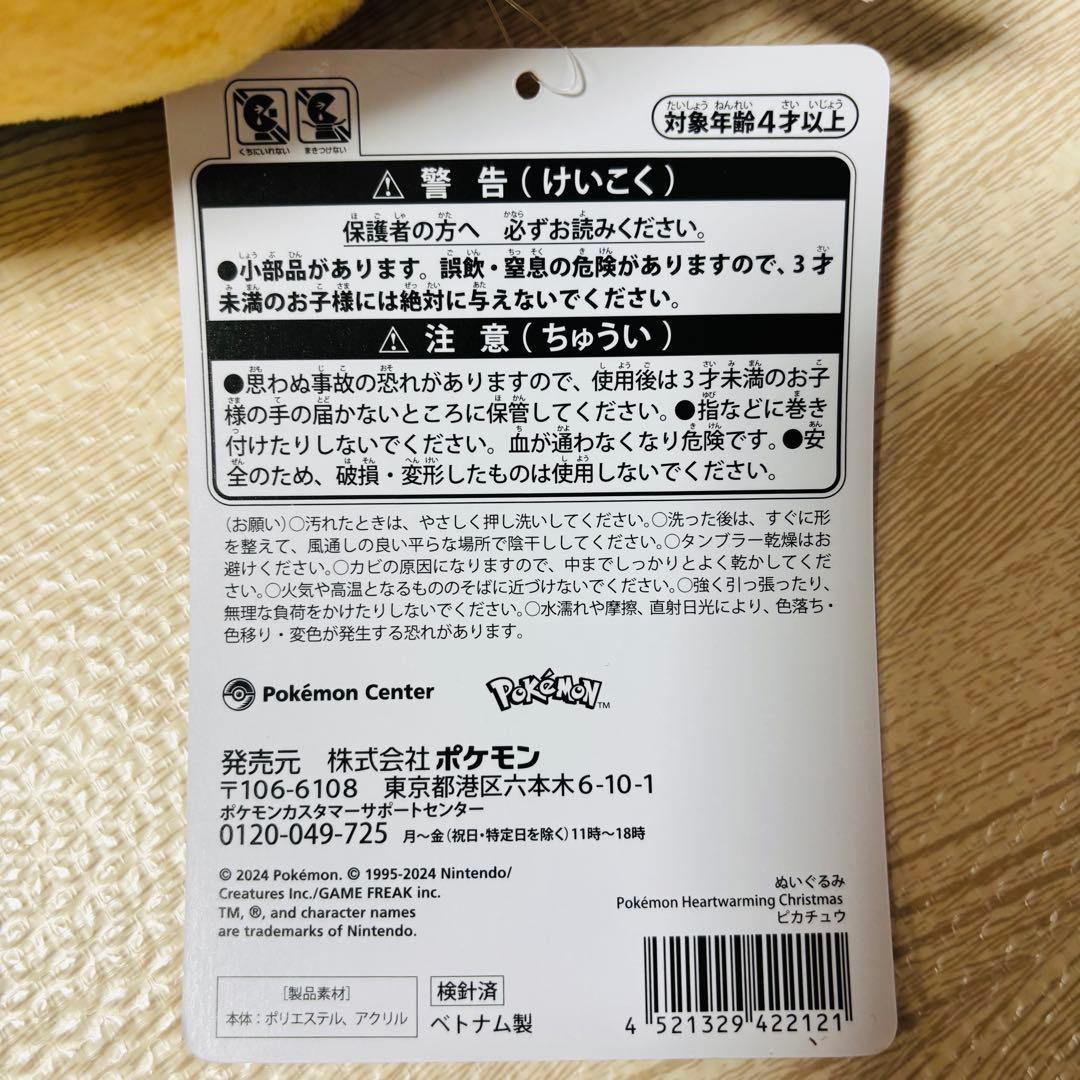 くちにいれない まきつけない
対象年齢4才以上
警 告(けいこく)
保護者の方へ 必ずお読みください。
●小部品があります。誤飲・窒息の危険がありますので、3才
未満のお子様には絶対に与えないでください。
注 意(ちゅうい)
●思わぬ事故の恐れがありますので、使用後は3才未満のお子
様の手の届かないところに保管してください。●指などに巻き
付けたりしないでください。血が通わなくなり危険です。●安
全のため、破損・変形したものは使用しないでください。
(お願い)○汚れたときは、やさしく押し洗いしてください。○洗った後は、すぐに形
を整えて、風通しの良い平らな場所で陰干ししてください。○タンブラー乾燥はお
避けください。○カビの原因になりますので、中までしっかりとよく乾かしてくだ
さい。○火気や高温となるもののそばに近づけないでください。○強く引っ張ったり、
無理な負荷をかけたりしないでください。○水濡れや摩擦、直射日光により、色落ち・
色移り・変色が発生する恐れがあります。
Pokémon Center POKÉMON™
発売元 株式会社ポケモン
〒106-6108 東京都港区六本木6-10-1
ポケモンカスタマーサポートセンター
0120-049-725 月〜金(祝日・特定日を除く)11時〜18時
© 2024 Pokémon. © 1995-2024 Nintendo/
Creatures Inc./GAME FREAK inc.
TM, ®, and character names
are trademarks of Nintendo.
ぬいぐるみ
Pokémon Heartwarming Christmas
ピカチュウ
[製品素材]
本体:ポリエステル、アクリル
検針済
ベトナム製
4 521329 422121